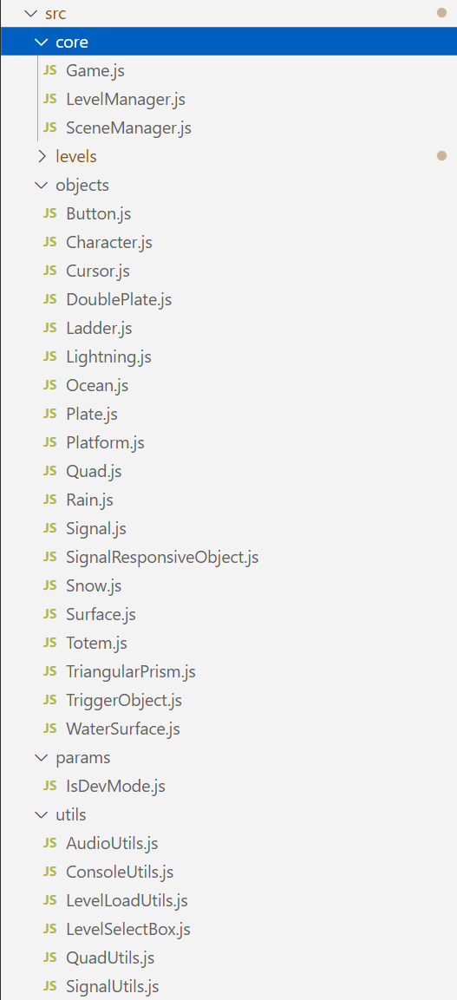 src
core
JS Game.js
JS LevelManager.js
JS SceneManager.js
levels
objects
JS Button.js
JS Character.js
JS Cursor.js
JS DoublePlate.js
JS Ladder.js
JS Lightning.js
JS Ocean.js
JS Plate.js
JS Platform.js
JS Quad.js
JS Rain.js
JS Signal.js
JS SignalResponsiveObject.js
JS Snow.js
JS Surface.js
JS Totem.js
JS TriangularPrism.js
JS TriggerObject.js
JS WaterSurface.js
params
JS IsDevMode.js
utils
JS AudioUtils.js
JS ConsoleUtils.js
JS LevelLoadUtils.js
JS LevelSelectBox.js
JS QuadUtils.js
JS SignalUtils.js